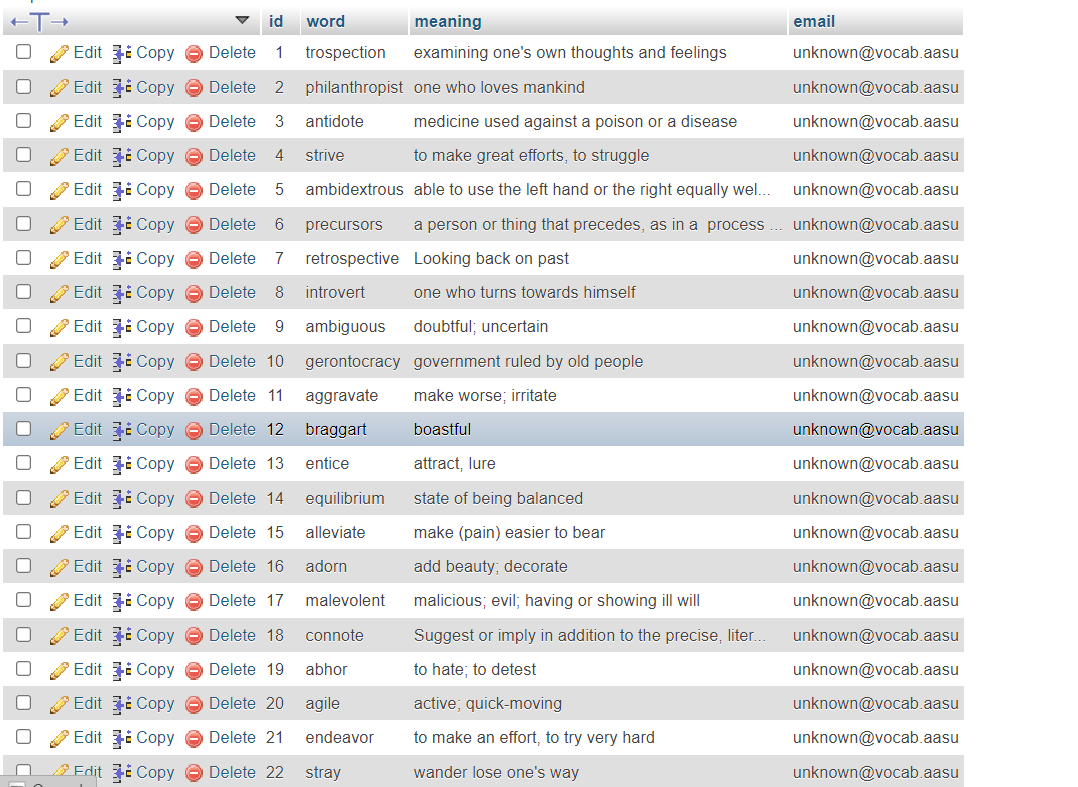 id word meaning email
Edit Copy Delete 1 trospection examining one's own thoughts and feelings unknown@vocab.aasu
Edit Copy Delete 2 philanthropist one who loves mankind unknown@vocab.aasu
Edit Copy Delete 3 antidote medicine used against a poison or a disease unknown@vocab.aasu
Edit Copy Delete 4 strive to make great efforts, to struggle unknown@vocab.aasu
Edit Copy Delete 5 ambidextrous able to use the left hand or the right equally wel... unknown@vocab.aasu
Edit Copy Delete 6 precursors a person or thing that precedes, as in a  process ... unknown@vocab.aasu
Edit Copy Delete 7 retrospective Looking back on past unknown@vocab.aasu
Edit Copy Delete 8 introvert one who turns towards himself unknown@vocab.aasu
Edit Copy Delete 9 ambiguous doubtful; uncertain unknown@vocab.aasu
Edit Copy Delete 10 gerontocracy government ruled by old people unknown@vocab.aasu
Edit Copy Delete 11 aggravate make worse; irritate unknown@vocab.aasu
Edit Copy Delete 12 braggart boastful unknown@vocab.aasu
Edit Copy Delete 13 entice attract, lure unknown@vocab.aasu
Edit Copy Delete 14 equilibrium state of being balanced unknown@vocab.aasu
Edit Copy Delete 15 alleviate make (pain) easier to bear unknown@vocab.aasu
Edit Copy Delete 16 adorn add beauty; decorate unknown@vocab.aasu
Edit Copy Delete 17 malevolent malicious; evil; having or showing ill will unknown@vocab.aasu
Edit Copy Delete 18 connote Suggest or imply in addition to the precise, liter... unknown@vocab.aasu
Edit Copy Delete 19 abhor to hate; to detest unknown@vocab.aasu
Edit Copy Delete 20 agile active; quick-moving unknown@vocab.aasu
Edit Copy Delete 21 endeavor to make an effort, to try very hard unknown@vocab.aasu
Edit Copy Delete 22 stray wander lose one's way unknown@vocab.aasu